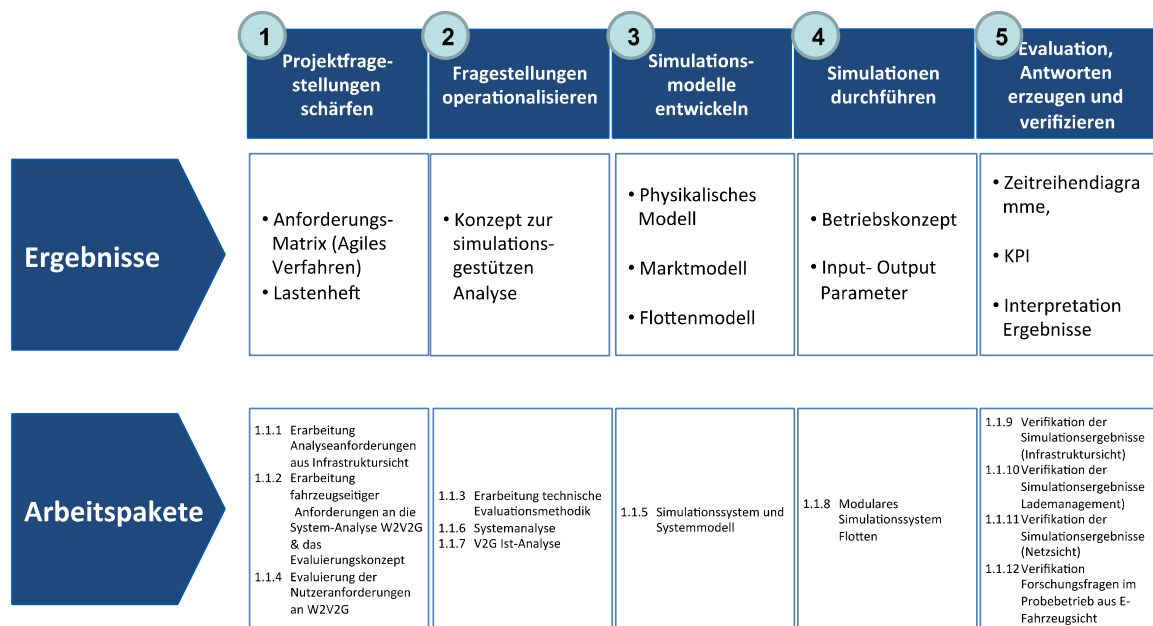 1
Projektfrage-
stellungen
schärfen
2
Fragestellungen
operationalisieren
3
Simulations-
modelle
entwickeln
4
Simulationen
durchführen
5
Evaluation,
Antworten
erzeugen und
verifizieren
Ergebnisse
• Anforderungs-
Matrix (Agiles
Verfahren)
• Lastenheft
• Konzept zur
simulations-
gestützen
Analyse
• Physikalisches
Modell
• Marktmodell
• Flottenmodell
• Betriebskonzept
• Input- Output
Parameter
• Zeitreihendiagra
mme,
• KPI
• Interpretation
Ergebnisse
Arbeitspakete
1.1.1 Erarbeitung
Analyseanforderungen
aus Infrastruktursicht
1.1.2 Erarbeitung
fahrzeugseitiger
Anforderungen an die
System-Analyse W2V2G
& das
Evaluierungskonzept
1.1.4 Evaluierung der
Nutzeranforderungen
an W2V2G
1.1.3 Erarbeitung technische
Evaluationsmethodik
1.1.6 Systemanalyse
1.1.7 V2G Ist-Analyse
1.1.5 Simulationssystem und
Systemmodell
1.1.8 Modulares
Simulationssystem
Flotten
1.1.9 Verifikation der
Simulationsergebnisse
(Infrastruktursicht)
1.1.10 Verifikation der
Simulationsergebnisse
Lademanagement)
1.1.11 Verifikation der
Simulationsergebnisse
(Netzsicht)
1.1.12 Verifikation
Forschungsfragen im
Probebetrieb aus E-
Fahrzeugsicht